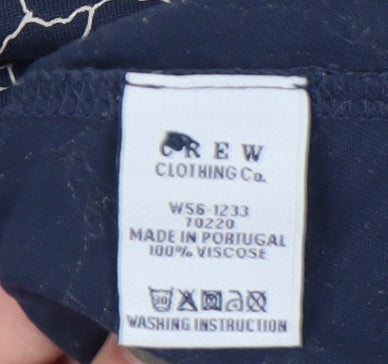 CREW
CLOTHING Co.
WS6-1233
70220
MADE IN PORTUGAL
100% VISCOSE
30
WASHING INSTRUCTION